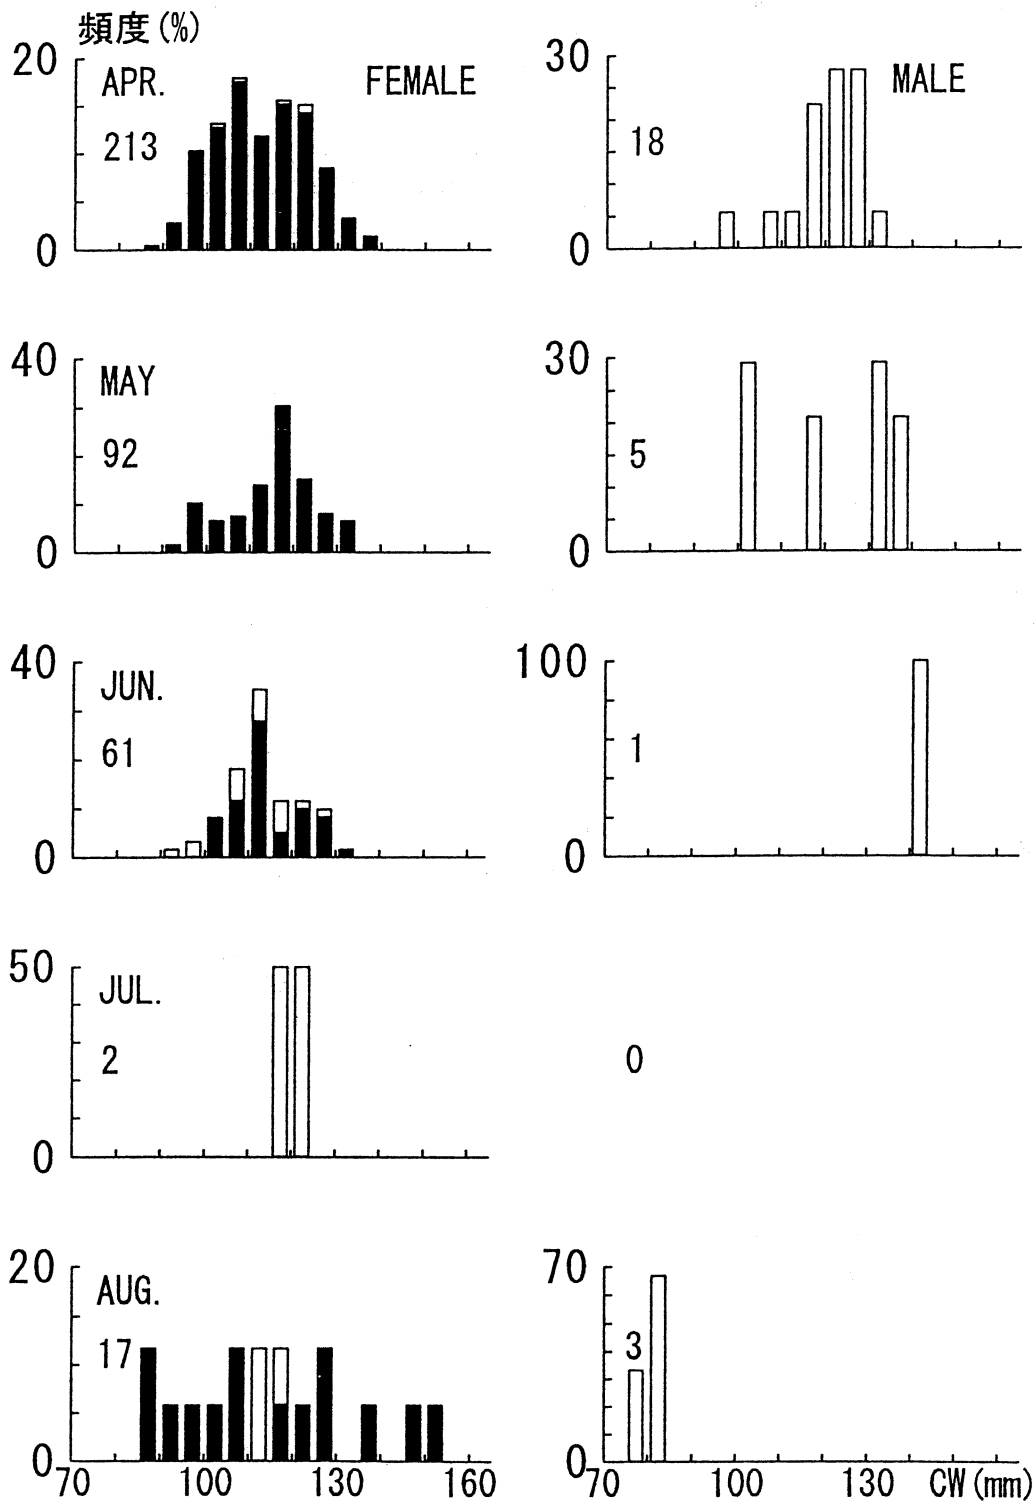 頻度(%)
20 APR. FEMALE 30 MALE
213 18
0 0
40 MAY 30
92 5
0 0
40 JUN. 100
61 1
0 0
50 JUL.
2 0
0
20 AUG. 70
17 3
0 0
70 100 130 160 70 100 130 CW(mm)